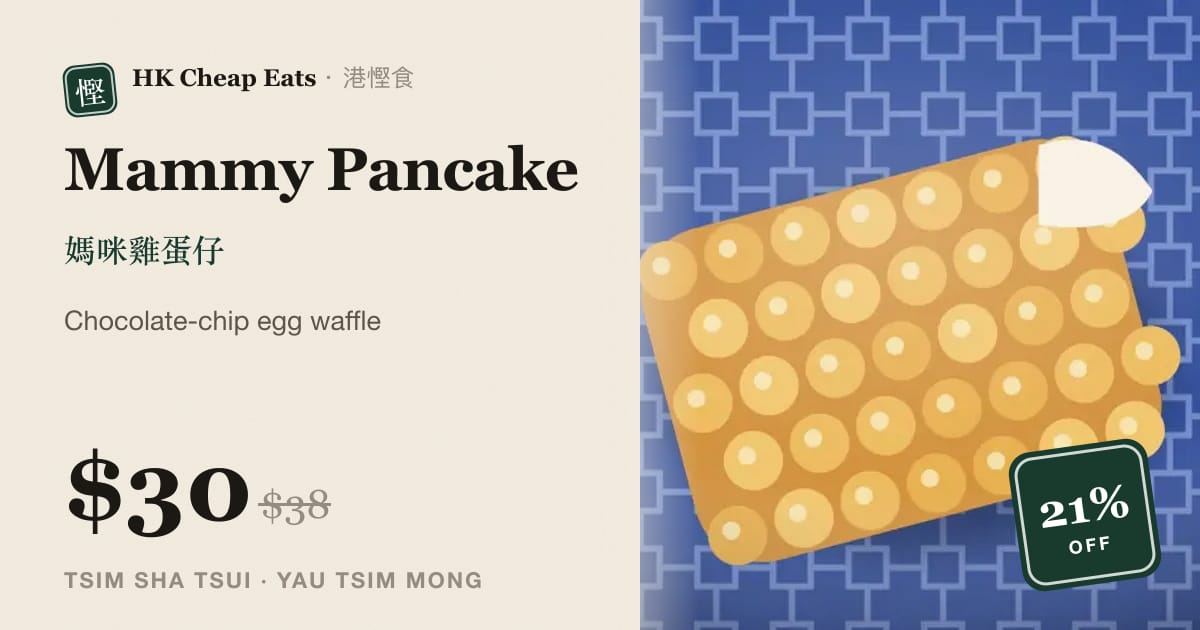 慳
HK Cheap Eats · 港慳食
Mammy Pancake
媽咪雞蛋仔
Chocolate-chip egg waffle
$30 $38
TSIM SHA TSUI · YAU TSIM MONG
21%
OFF